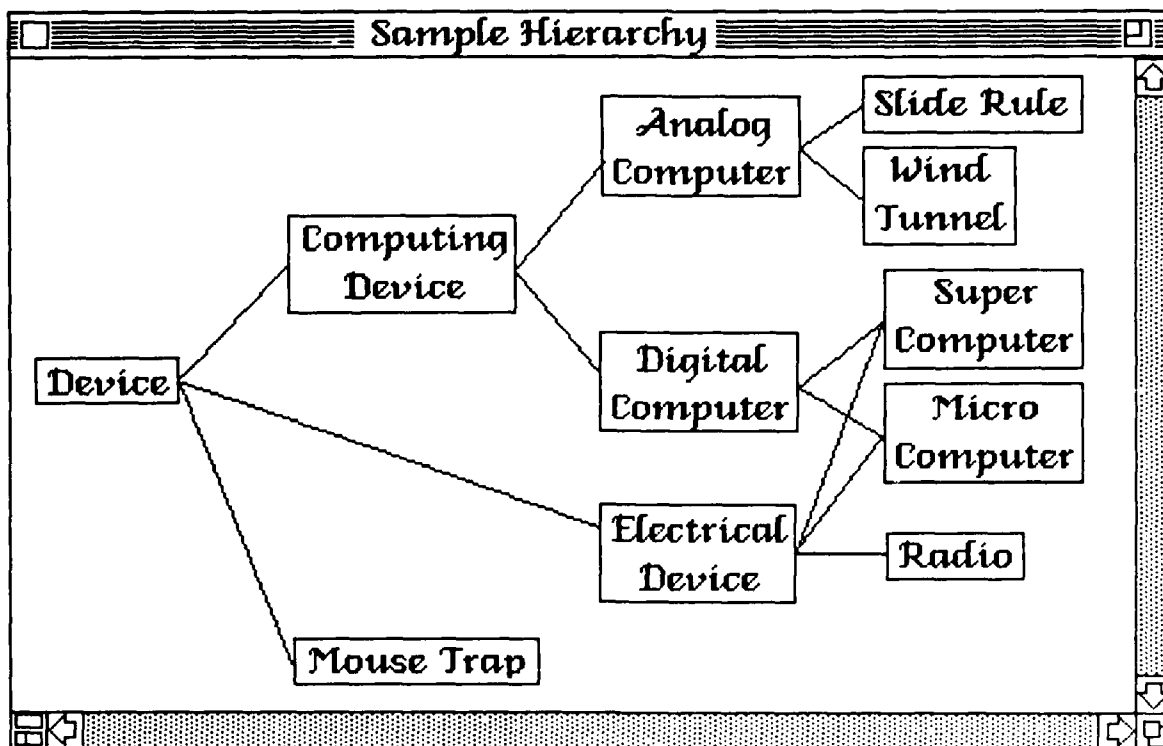 Sample Hierarchy
Analog
Computer
Slide Rule
Wind
Tunnel
Computing
Device
Super
Computer
Device
Digital
Computer
Micro
Computer
Electrical
Device
Radio
Mouse Trap